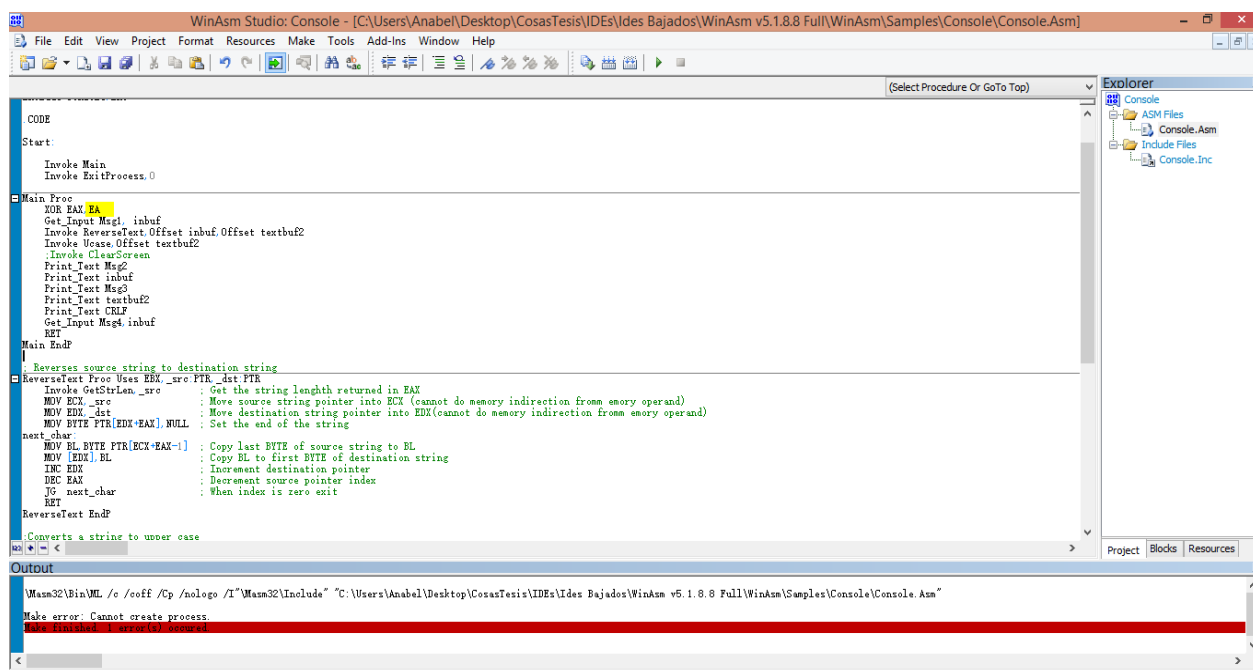 WinAsm Studio: Console - [C:\Users\Anabel\Desktop\CosasTesis\IDEs\Ides Bajados\WinAsm v5.1.8.8 Full\WinAsm\Samples\Console\Console.Asm]
File Edit View Project Format Resources Make Tools Add-Ins Window Help
(Select Procedure Or GoTo Top)
.CODE
Start:
Invoke Main
Invoke ExitProcess,0
Main Proc
XOR EAX,EA
Get_Input Msg1, inbuf
Invoke ReverseText,Offset inbuf,Offset textbuf2
Invoke Ucase,Offset textbuf2
;Invoke ClearScreen
Print_Text Msg2
Print_Text inbuf
Print_Text Msg3
Print_Text textbuf2
Print_Text CRLF
Get_Input Msg4,inbuf
RET
Main EndP
; Reverses source string to destination string
ReverseText Proc Uses EBX,_src:PTR,_dst:PTR
Invoke GetStrLen,_src ; Get the string lenghth returned in EAX
MOV ECX,_src ; Move source string pointer into ECX (cannot do memory indirection fromm emory operand)
MOV EDX,_dst ; Move destination string pointer into EDX(cannot do memory indirection fromm emory operand)
MOV BYTE PTR[EDX+EAX],NULL ; Set the end of the string
next_char:
MOV BL,BYTE PTR[ECX+EAX-1] ; Copy last BYTE of source string to BL
MOV [EDX],BL ; Copy BL to first BYTE of destination string
INC EDX ; Increment destination pointer
DEC EAX ; Decrement source pointer index
JG next_char ; When index is zero exit
RET
ReverseText EndP
;Converts a string to upper case
Explorer
Console
ASM Files
Console.Asm
Include Files
Console.Inc
Project Blocks Resources
Output
\Masm32\Bin\ML /c /coff /Cp /nologo /I"\Masm32\Include" "C:\Users\Anabel\Desktop\CosasTesis\IDEs\Ides Bajados\WinAsm v5.1.8.8 Full\WinAsm\Samples\Console\Console.Asm"
Make error: Cannot create process.
Make finished. 1 error(s) occured.